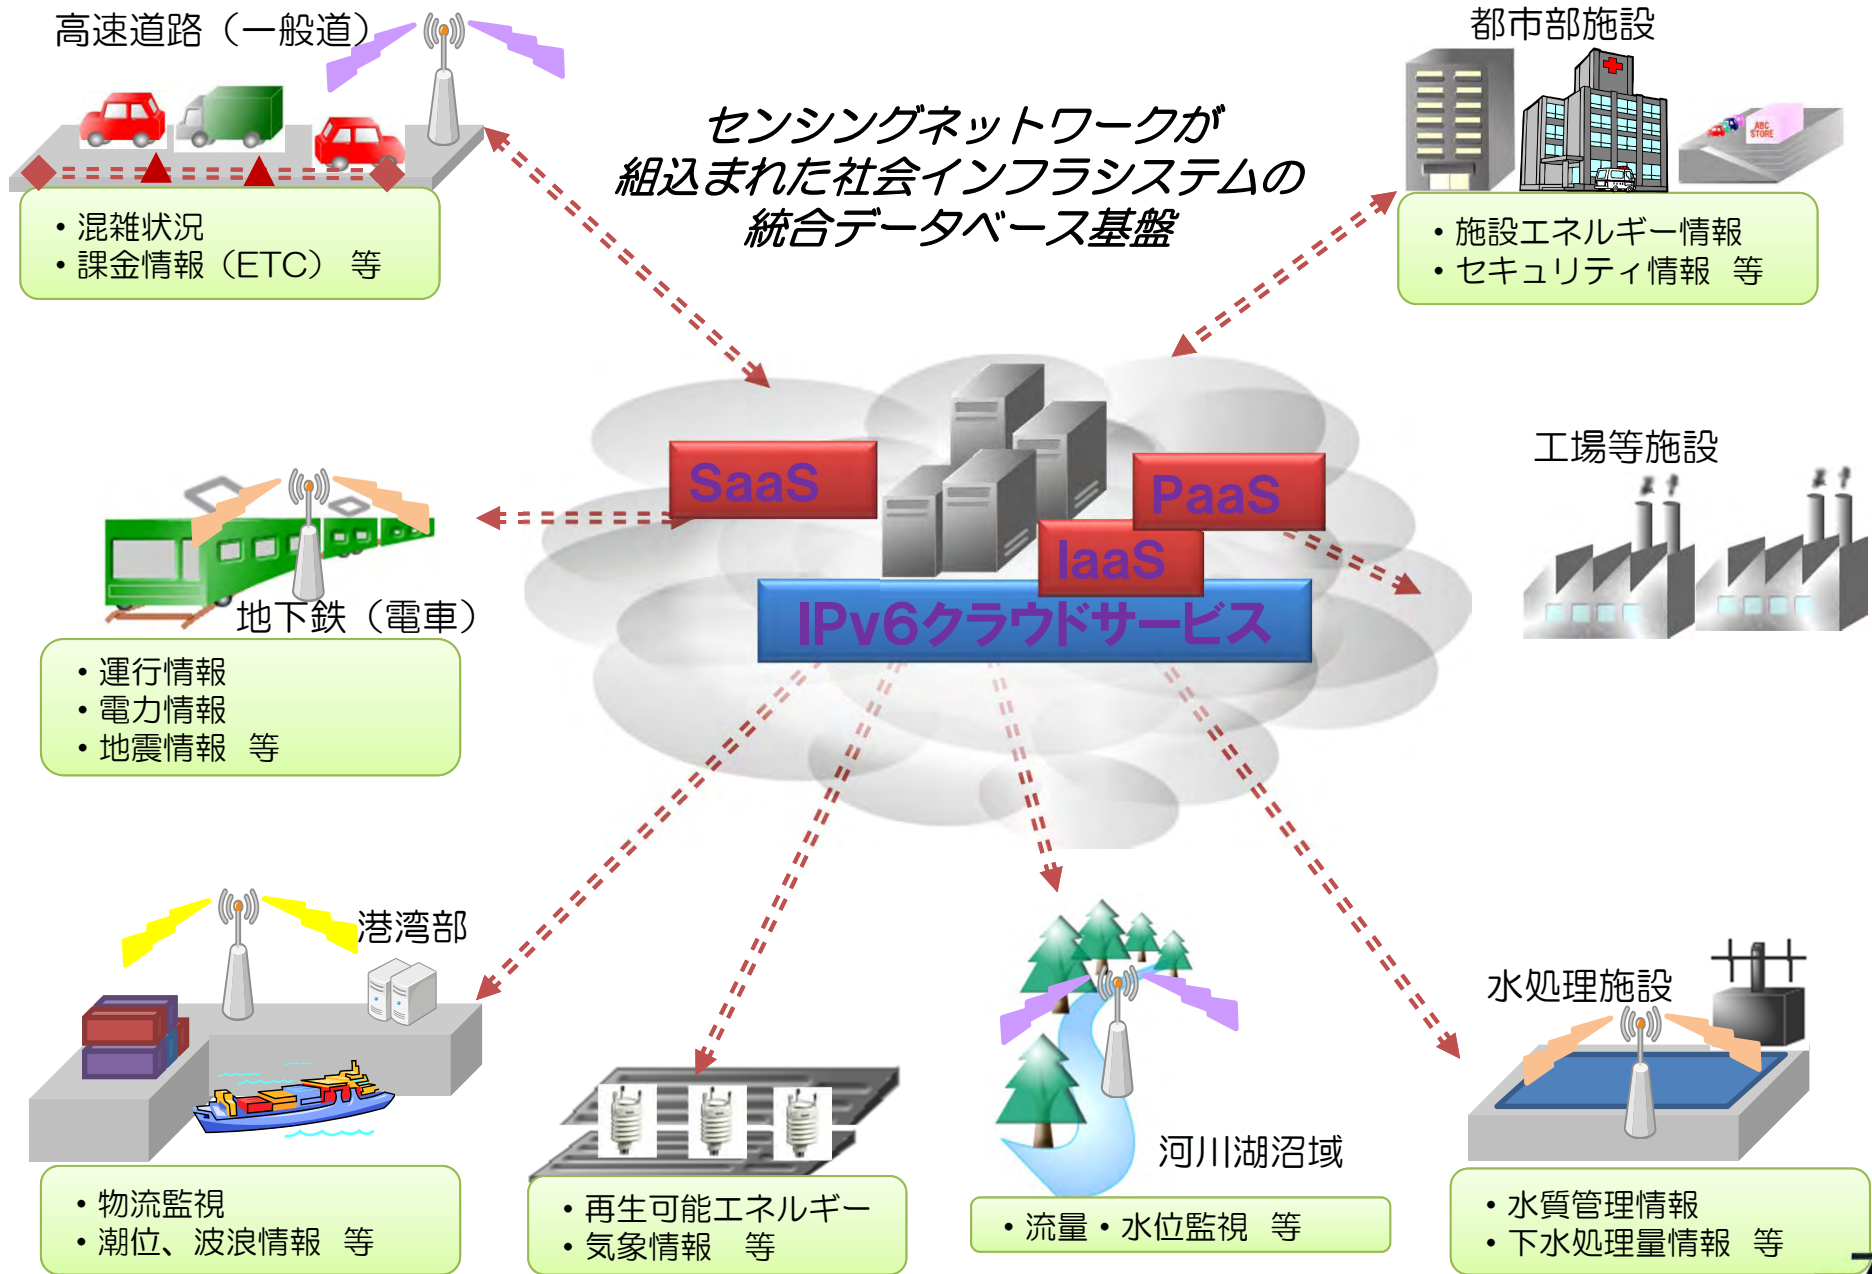 高速道路（一般道）
都市部施設
ABC
STORE
センシングネットワークが
組込まれた社会インフラシステムの
統合データベース基盤
・混雑状況
・課金情報（ETC） 等
・施設エネルギー情報
・セキュリティ情報 等
工場等施設
SaaS
PaaS
IaaS
IPv6クラウドサービス
地下鉄（電車）
・運行情報
・電力情報
・地震情報 等
港湾部
水処理施設
河川湖沼域
・物流監視
・潮位、波浪情報 等
・再生可能エネルギー
・気象情報 等
・流量・水位監視 等
・水質管理情報
・下水処理量情報 等